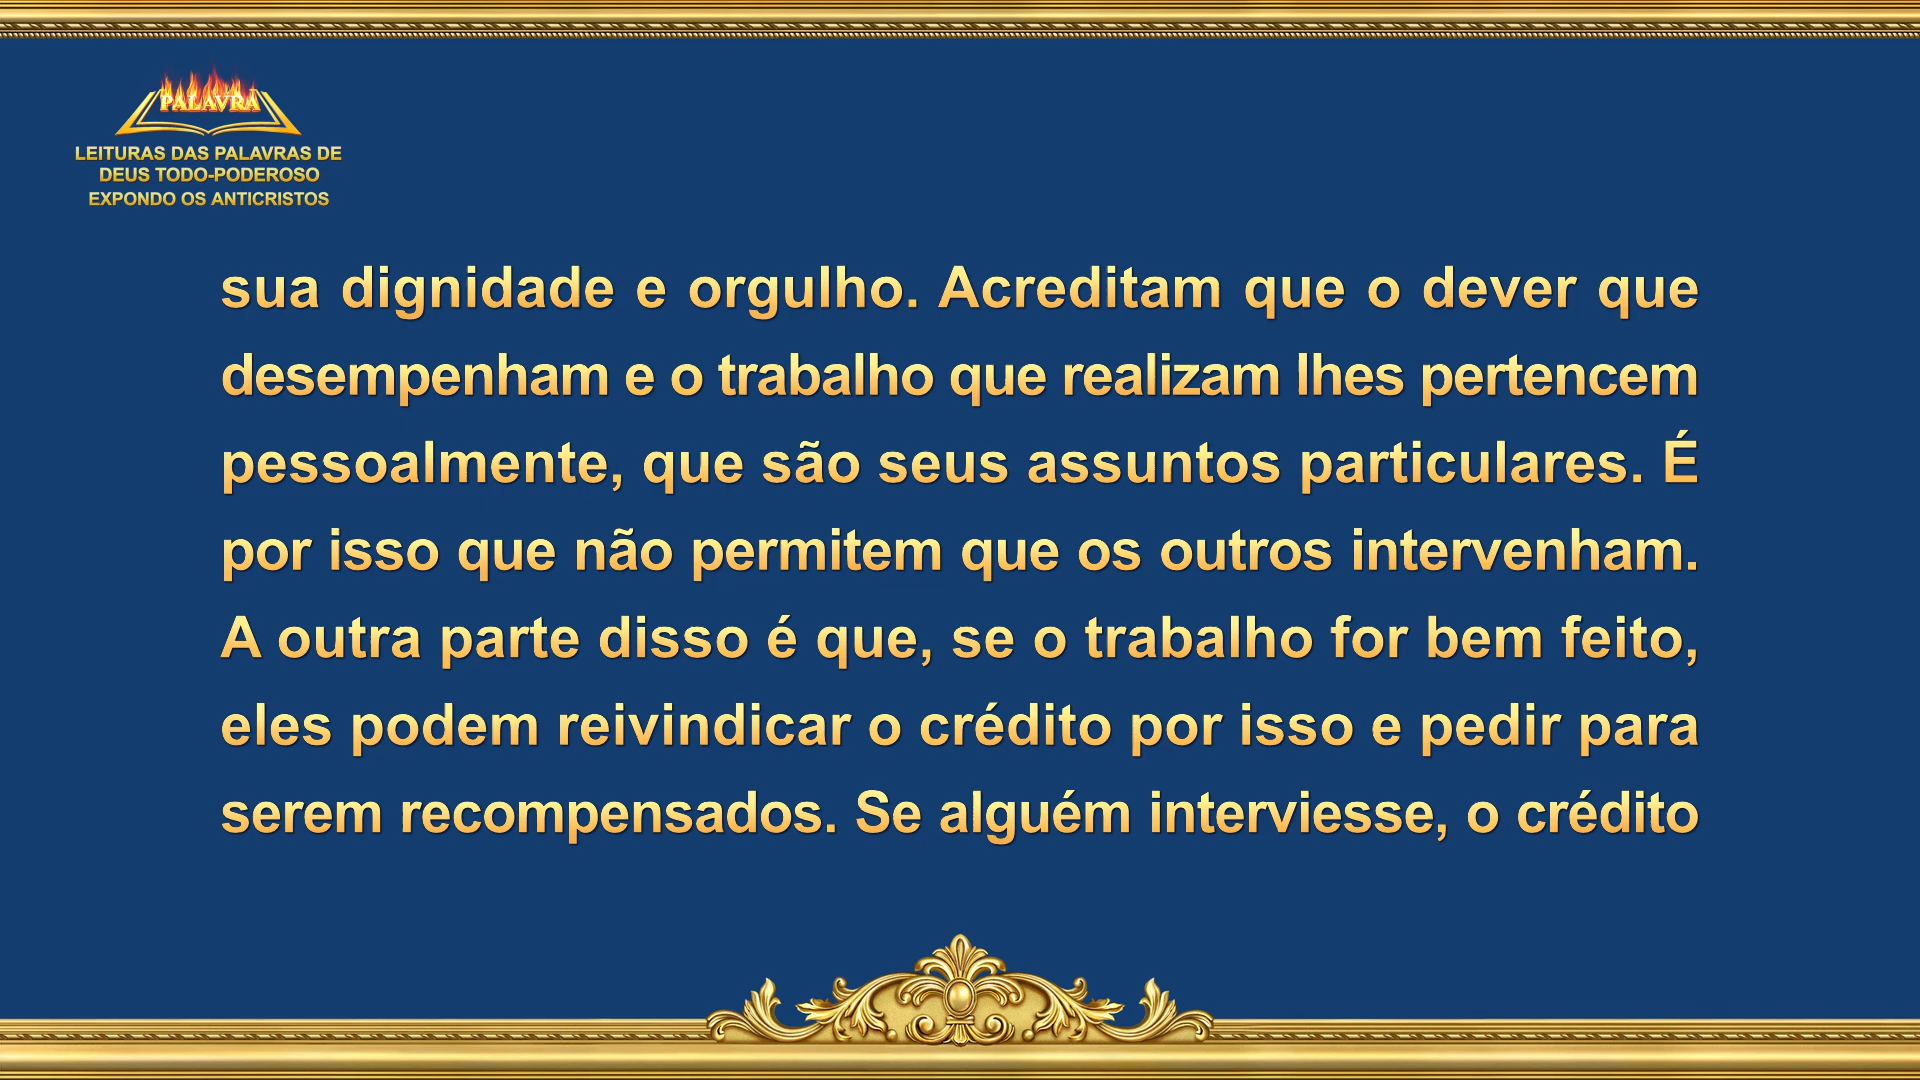 PALAVRA
LEITURAS DAS PALAVRAS DE
DEUS TODO-PODEROSO
EXPONDO OS ANTICRISTOS
sua dignidade e orgulho. Acreditam que o dever que
desempenham e o trabalho que realizam lhes pertencem
pessoalmente, que são seus assuntos particulares. É
por isso que não permitem que os outros intervenham.
A outra parte disso é que, se o trabalho for bem feito,
eles podem reivindicar o crédito por isso e pedir para
serem recompensados. Se alguém interviesse, o crédito